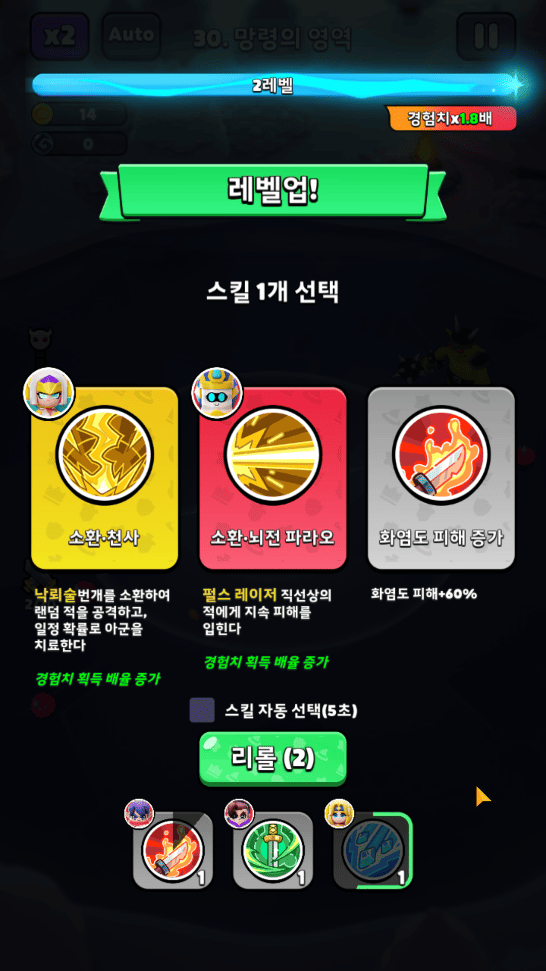 x2
Auto
30. 망령의 영역
2레벨
14
경험치x1.8배
0
레벨업!
스킬 1개 선택
소환·천사
소환·뇌전 파라오
화염도 피해 증가
낙뢰술번개를 소환하여
랜덤 적을 공격하고,
일정 확률로 아군을
치료한다
경험치 획득 배율 증가
펄스 레이저 직선상의
적에게 지속 피해를
입힌다
경험치 획득 배율 증가
화염도 피해+60%
스킬 자동 선택(5초)
리롤 (2)
1
1
1